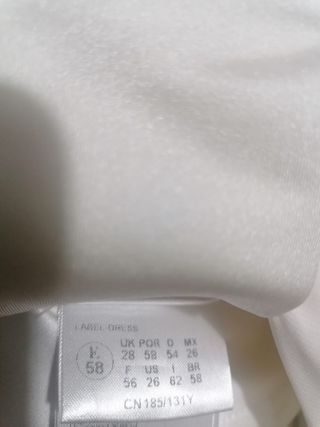 LABEL DRESS
E 58
UK POR D MX
28 58 54 26
F US I BR
56 26 62 58
CN185/131Y